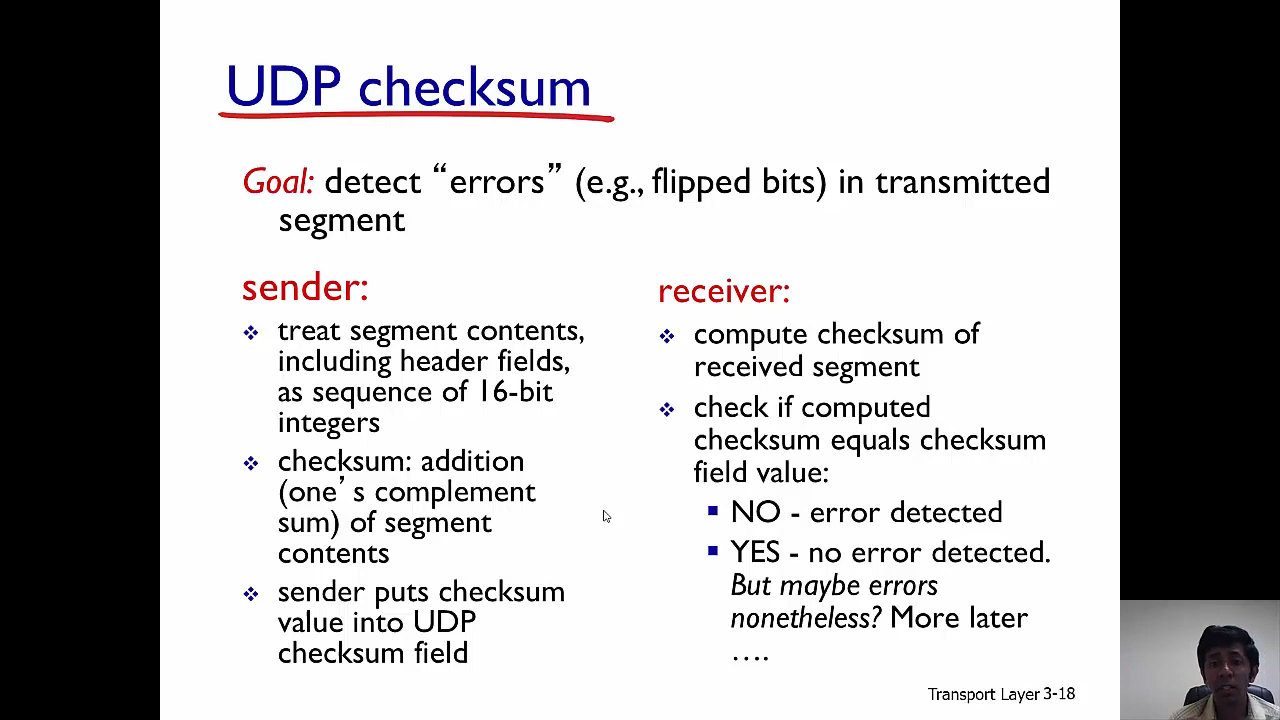 UDP checksum
Goal: detect “errors” (e.g., flipped bits) in transmitted
segment
sender:
❖ treat segment contents,
including header fields,
as sequence of 16-bit
integers
❖ checksum: addition
(one’s complement
sum) of segment
contents
❖ sender puts checksum
value into UDP
checksum field
receiver:
❖ compute checksum of
received segment
❖ check if computed
checksum equals checksum
field value:
▪ NO - error detected
▪ YES - no error detected.
But maybe errors
nonetheless? More later
….
Transport Layer 3-18